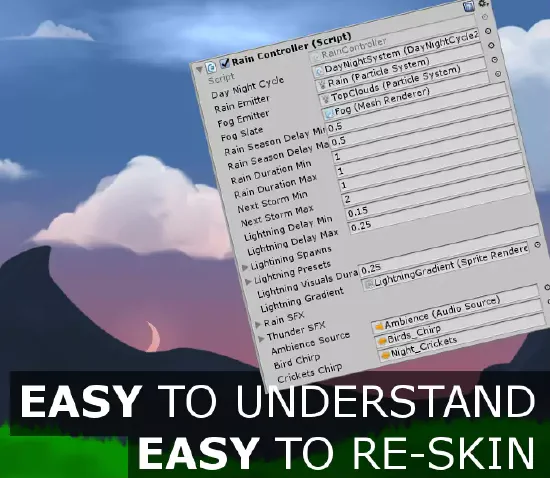 Rain Controller (Script)
Script RainController
Day Night Cycle DayNightSystem (DayNightCycle2
Rain Emitter Rain (Particle System)
Fog Emitter TopClouds (Particle System)
Fog Slate Fog (Mesh Renderer)
Rain Season Delay Min 0.5
Rain Season Delay Ma 0.5
Rain Duration Min 1
Rain Duration Max 1
Next Storm Min 1
Next Storm Max 2
Lightning Delay Min 0.15
Lightning Delay Max 0.25
Lightning Spawns
Lightning Presets
Lightning Visuals Dura 0.25
Lightning Gradient LightningGradient (Sprite Rendere
Rain SFX
Thunder SFX
Ambience Source Ambience (Audio Source)
Bird Chirp Birds_Chirp
Crickets Chirp Night_Crickets
EASY TO UNDERSTAND
EASY TO RE-SKIN